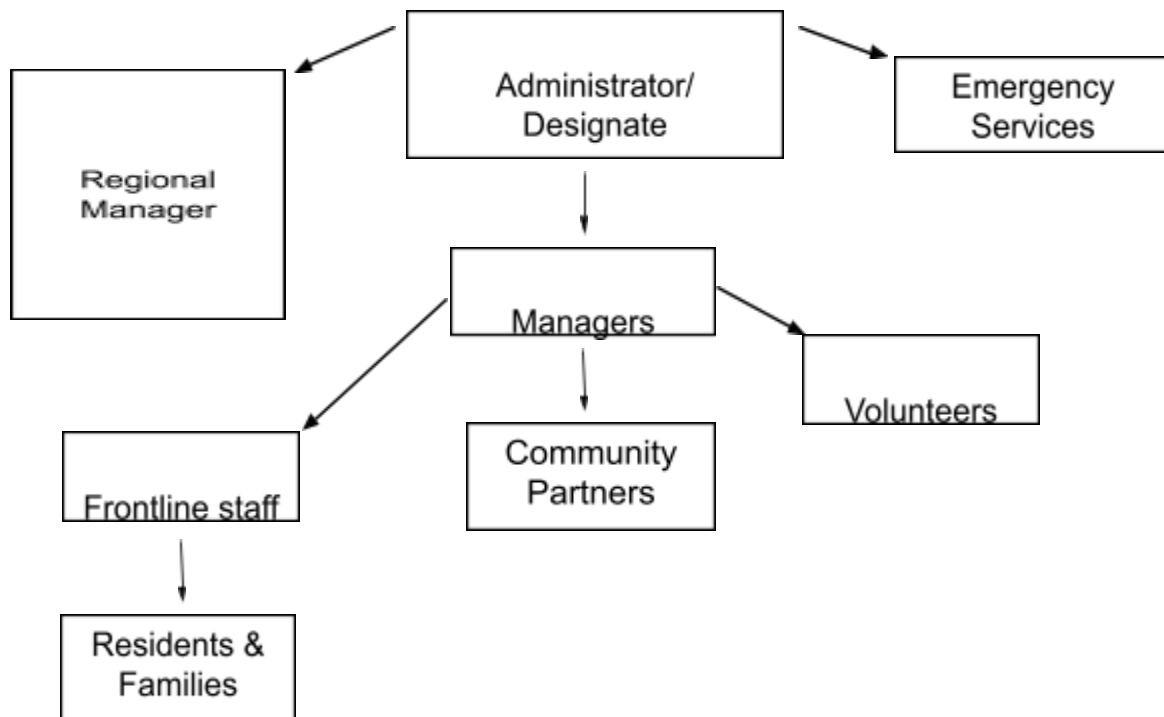 Administrator/
Designate
Emergency
Services
Regional
Manager
Managers
Volunteers
Community
Partners
Frontline staff
Residents &
Families